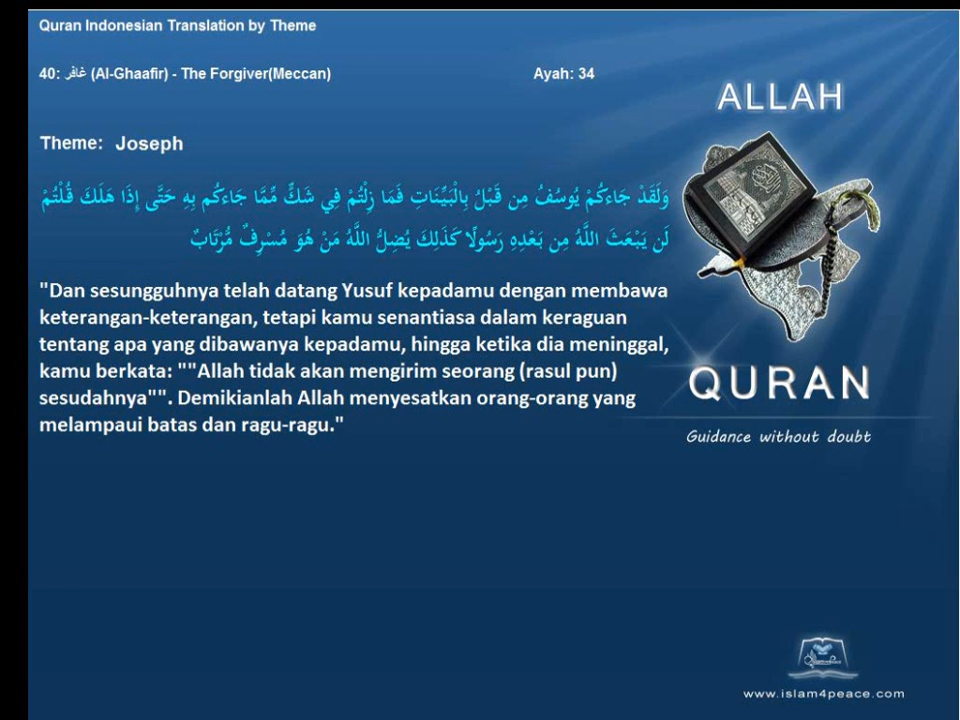 Quran Indonesian Translation by Theme
40: غافر (Al-Ghaafir) - The Forgiver(Meccan) Ayah: 34
ALLAH
Theme: Joseph
وَلَقَدْ جَاءَكُمْ يُوسُفُ مِن قَبْلُ بِالْبَيِّنَاتِ فَمَا زِلْتُمْ فِي شَكٍّ مِّمَّا جَاءَكُم بِهِ حَتَّى إِذَا هَلَكَ قُلْتُمْ
لَن يَبْعَثَ اللَّهُ مِن بَعْدِهِ رَسُولًا كَذَلِكَ يُضِلُّ اللَّهُ مَنْ هُوَ مُسْرِفٌ مُّرْتَابٌ
"Dan sesungguhnya telah datang Yusuf kepadamu dengan membawa
keterangan-keterangan, tetapi kamu senantiasa dalam keraguan
tentang apa yang dibawanya kepadamu, hingga ketika dia meninggal,
kamu berkata: ""Allah tidak akan mengirim seorang (rasul pun)
sesudahnya"". Demikianlah Allah menyesatkan orang-orang yang
melampaui batas dan ragu-ragu."
QURAN
Guidance without doubt
www.islam4peace.com